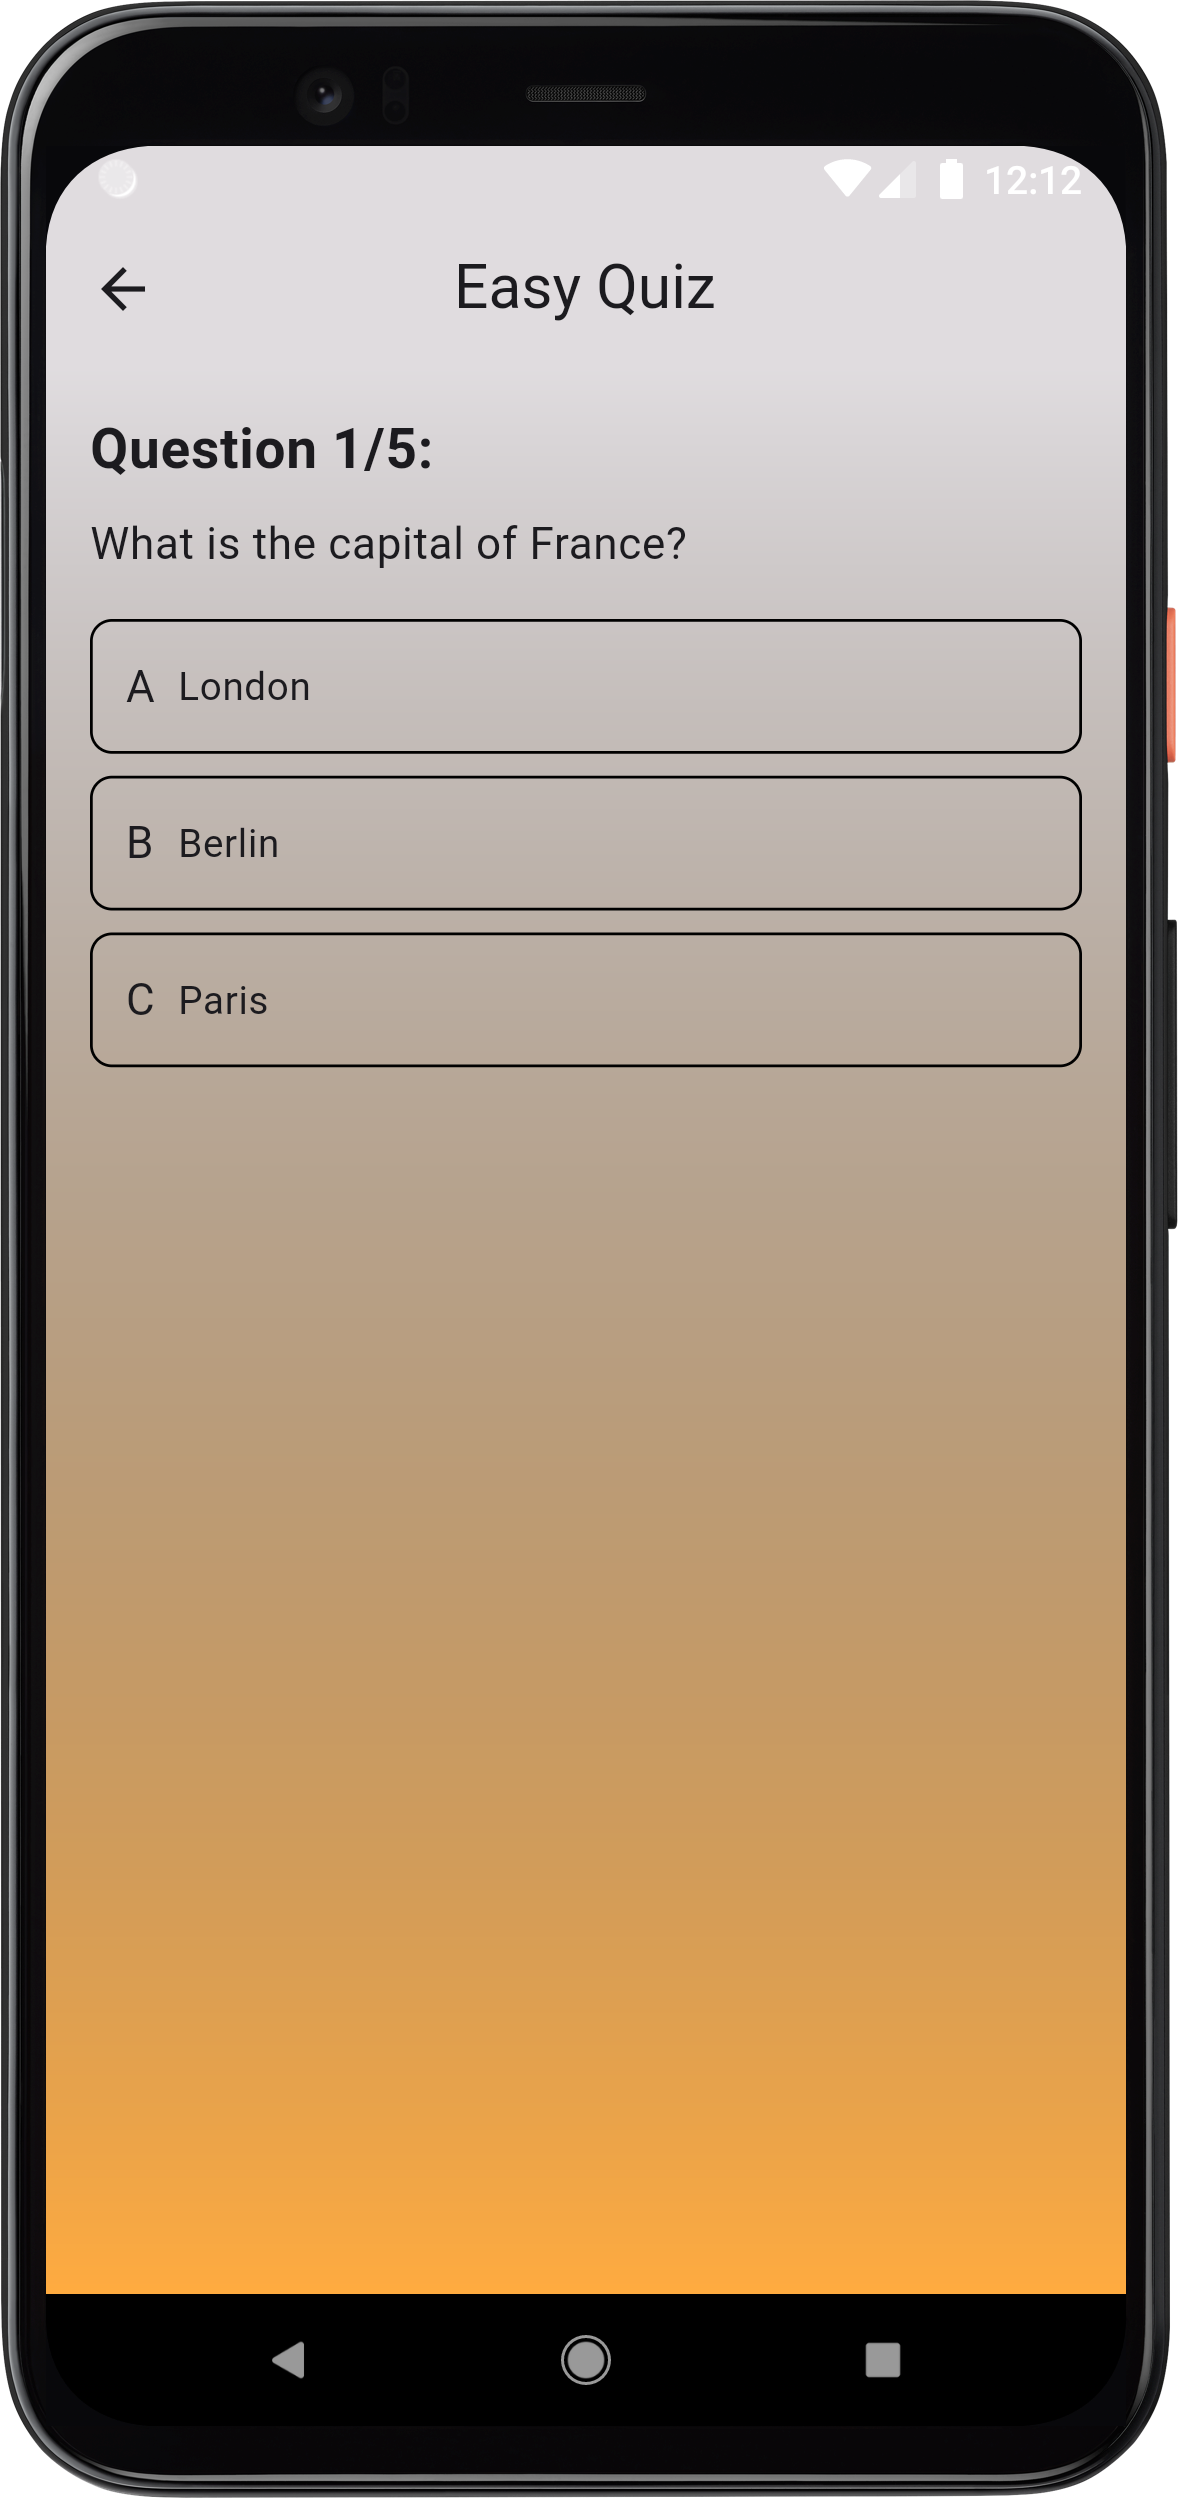 12:12
Easy Quiz
Question 1/5:
What is the capital of France?
A London
B Berlin
C Paris